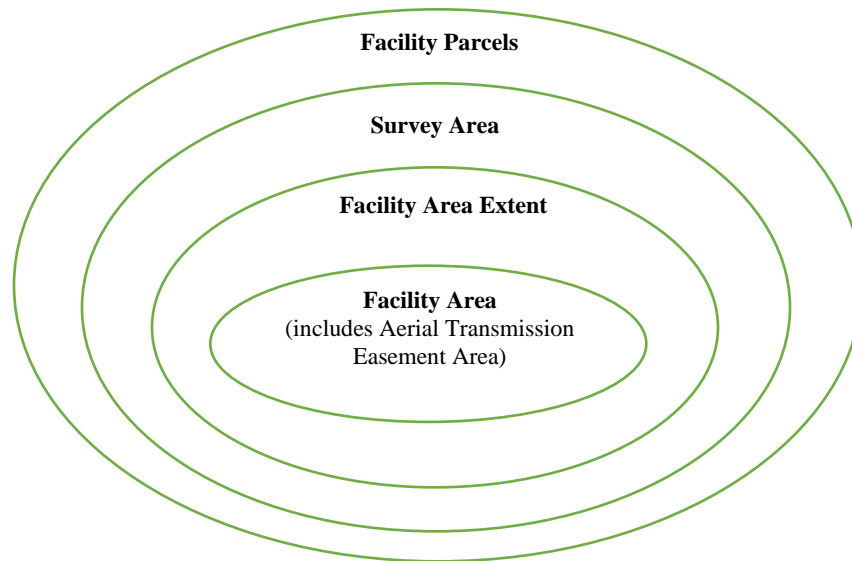 Facility Parcels
Survey Area
Facility Area Extent
Facility Area
(includes Aerial Transmission
Easement Area)